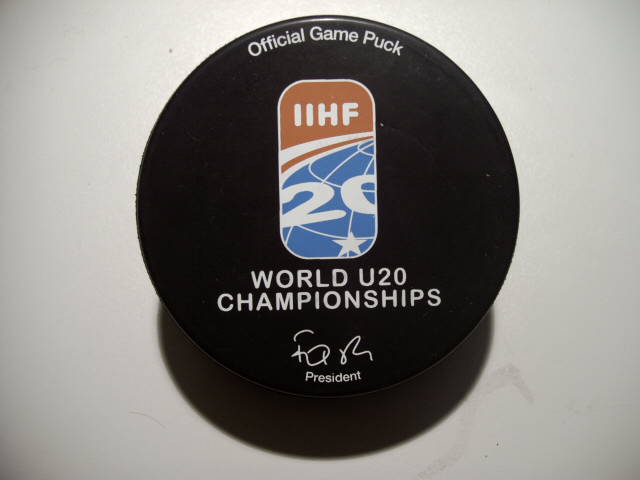 Official Game Puck
IIHF
20
WORLD U20
CHAMPIONSHIPS
President